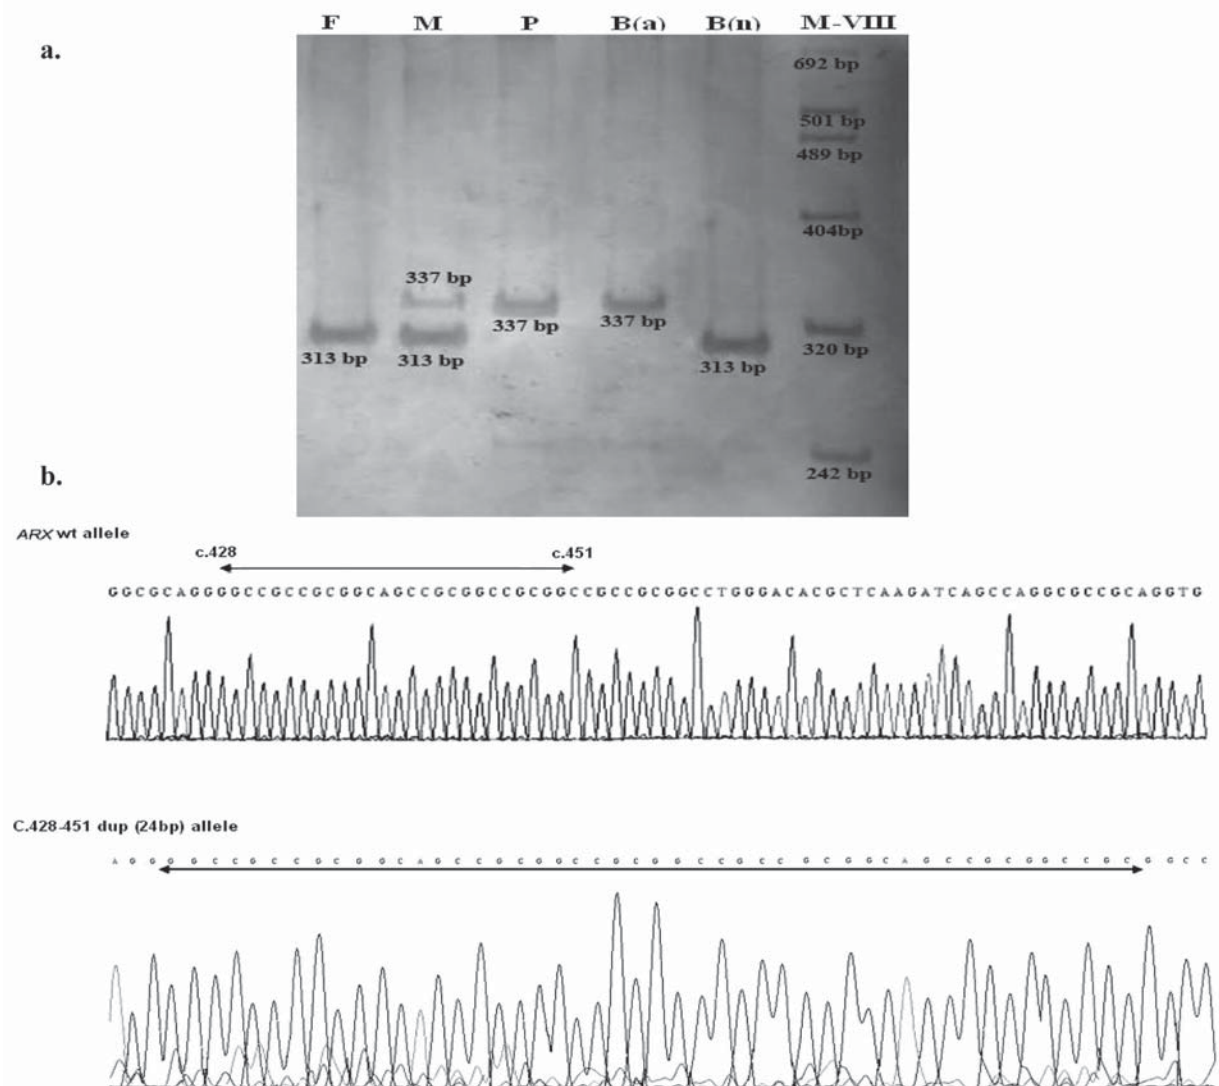 a.
F M P B(a) B(n) M-VIII
692 bp
501 bp
489 bp
404bp
337 bp
337 bp
337 bp
313 bp
313 bp
313 bp
320 bp
242 bp
b.
ARX wt allele
c.428 c.451
GGCGCAGGGGCCGCCGCGGCAGCCGCGGCCGCGGCCGCCGCGGCCTGGGACACGCTCAAGATCAGCCAGGCGCCGCAGGTG
C.428-451 dup (24bp) allele
A G G G G C C G C C G C G G C A G C C G C G G C C G C G G C C G C C G C G G C A G C C G C G G C C G C G G C C